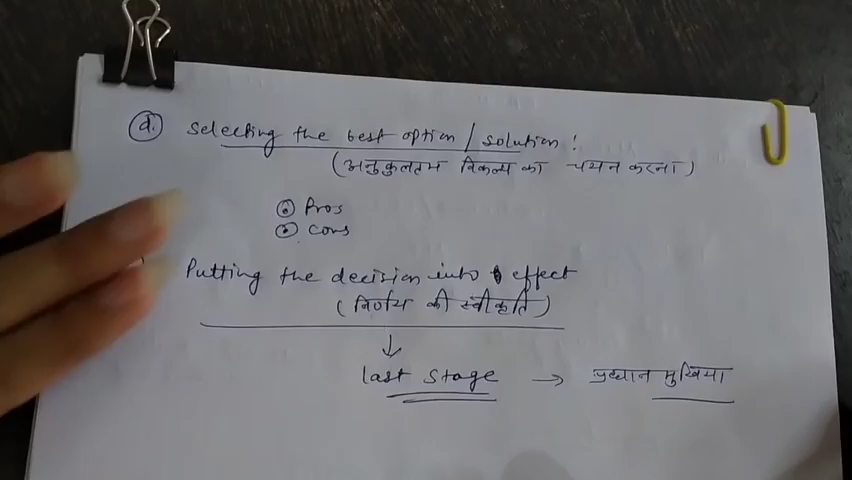 d. Selecting the best option / solution!
(अनुकुलतम विकल्प का चयन करना)
Pros
Cons
Putting the decision into effect
(निर्णय की स्वीकृति)
last stage → प्रधान मुखिया